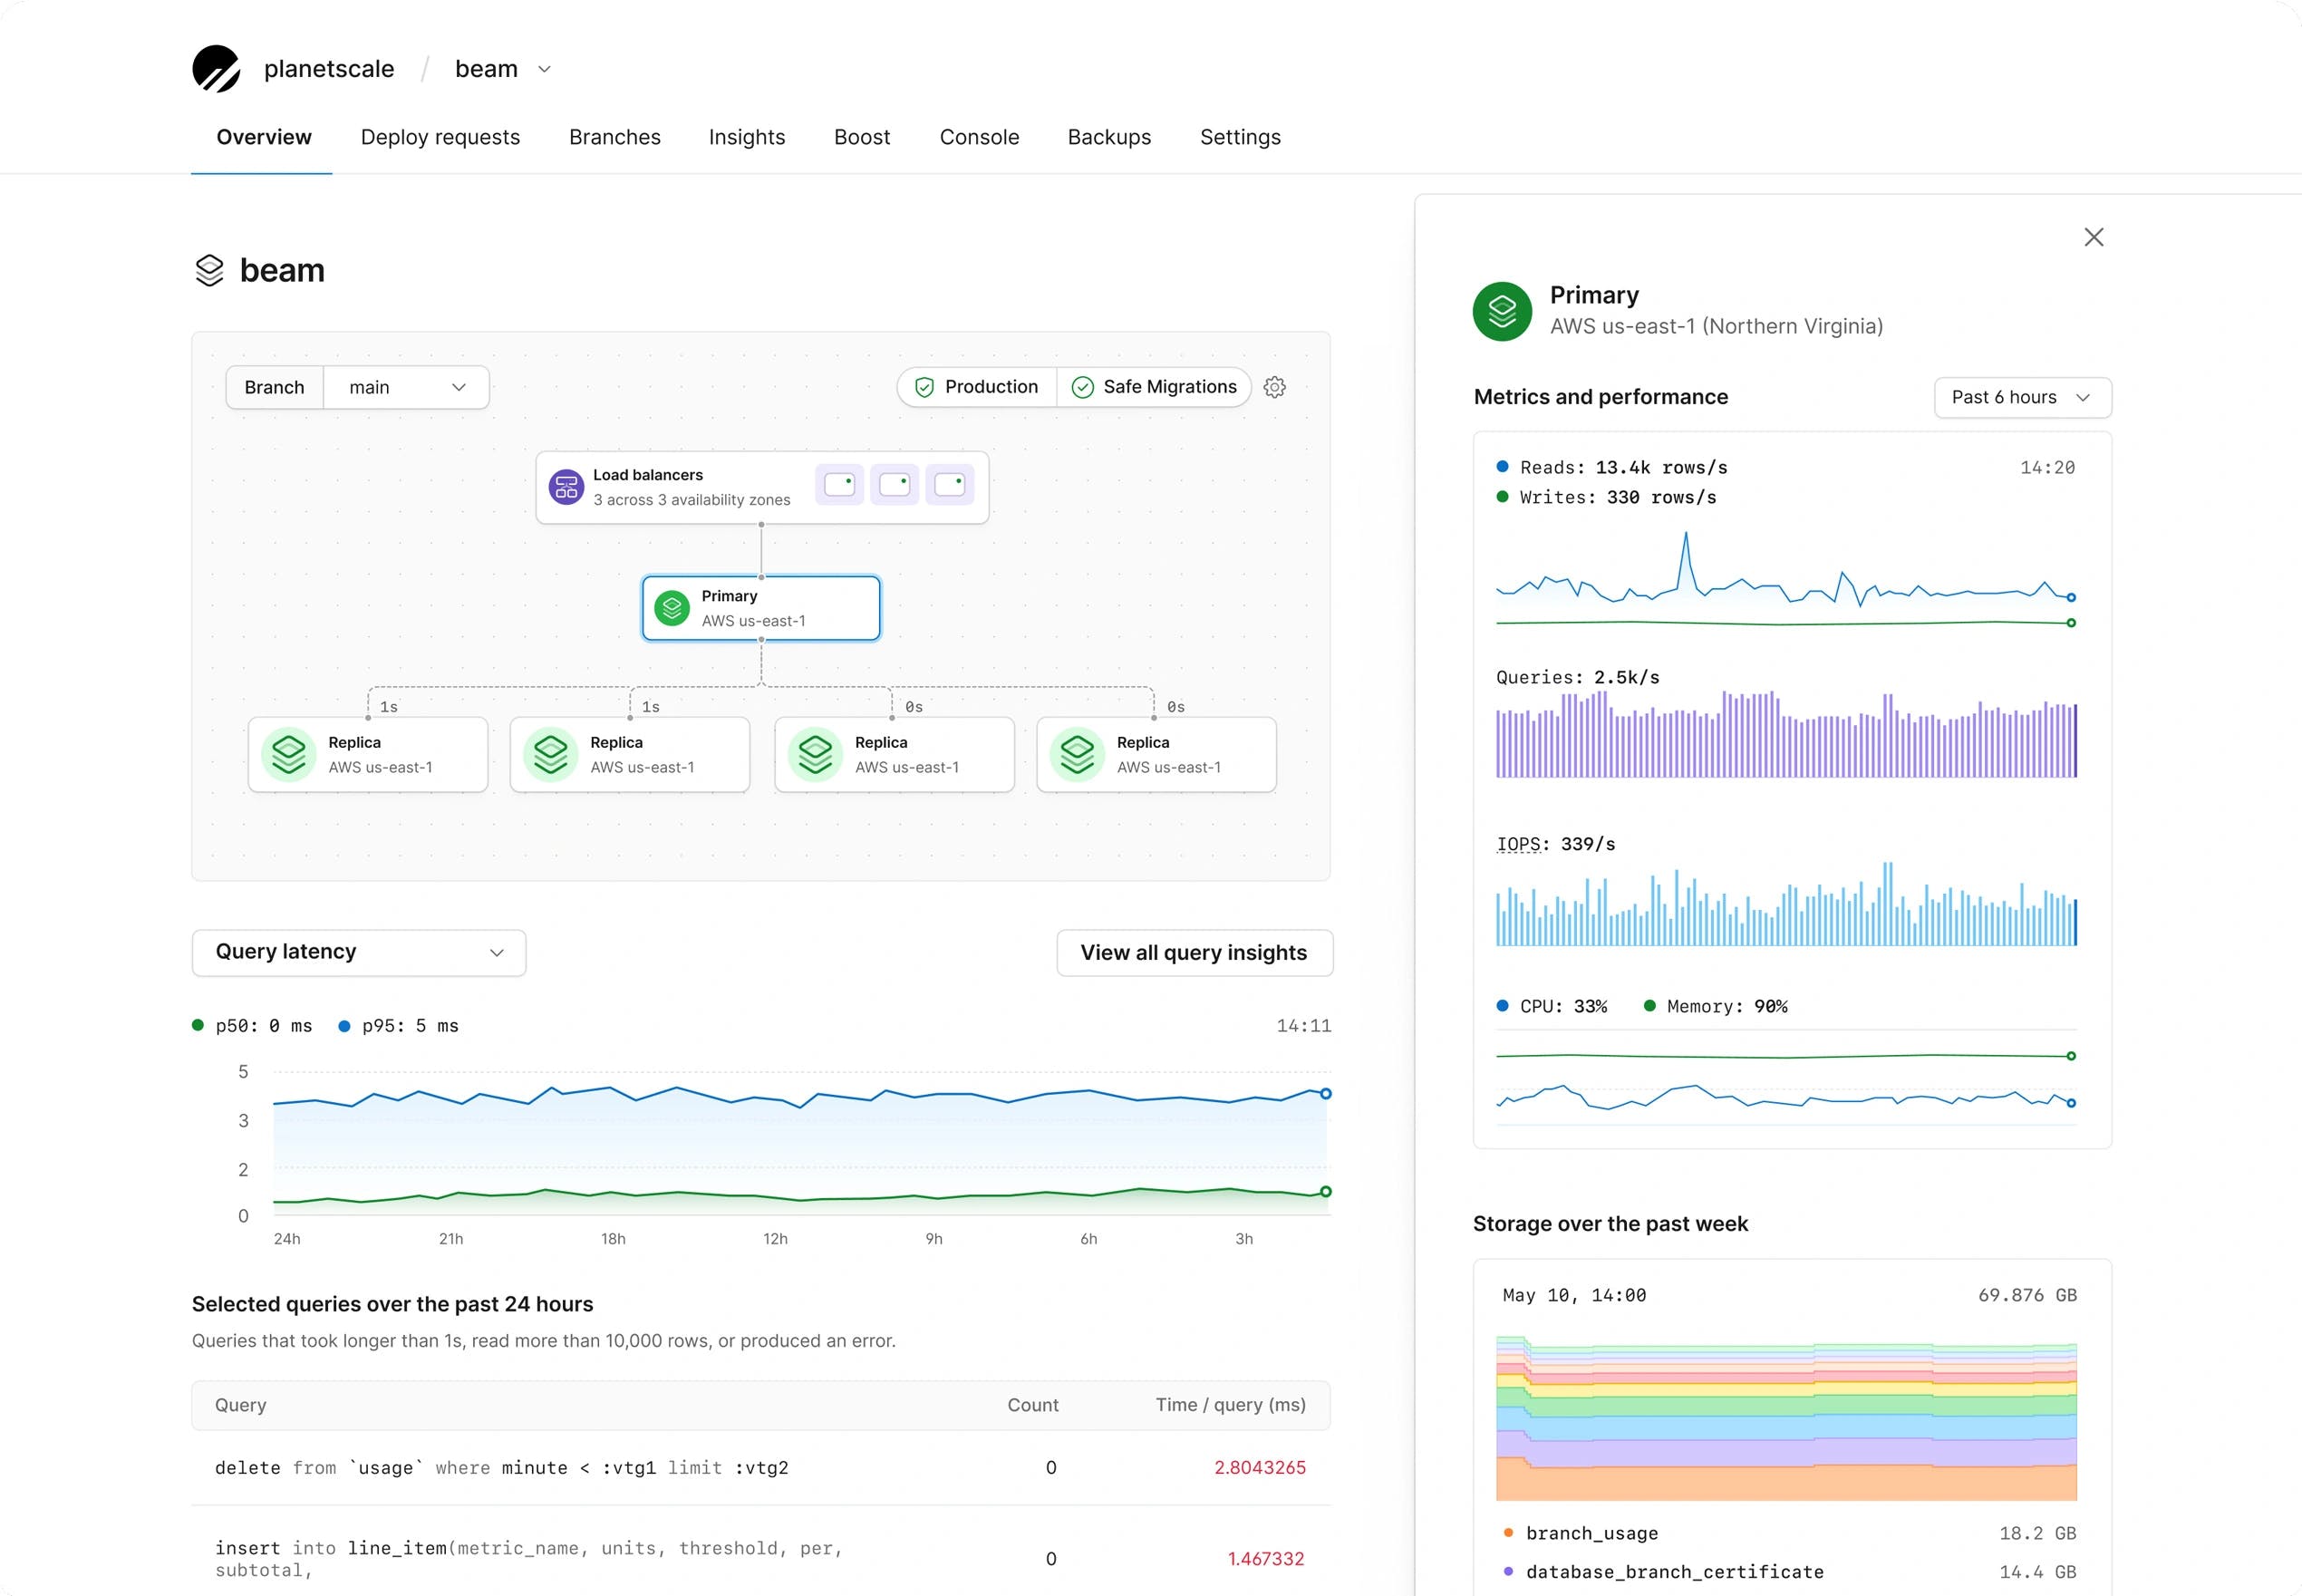 planetscale / beam
Overview Deploy requests Branches Insights Boost Console Backups Settings
beam
Branch main Production Safe Migrations
Load balancers
3 across 3 availability zones
Primary
AWS us-east-1
1s 1s 0s 0s
Replica Replica Replica Replica
AWS us-east-1 AWS us-east-1 AWS us-east-1 AWS us-east-1
Query latency View all query insights
p50: 0 ms p95: 5 ms 14:11
5
3
2
0
24h 21h 18h 12h 9h 6h 3h
Selected queries over the past 24 hours
Queries that took longer than 1s, read more than 10,000 rows, or produced an error.
Query Count Time / query (ms)
delete from `usage` where minute < :vtg1 limit :vtg2 0 2.8043265
insert into line_item(metric_name, units, threshold, per,
subtotal,
0 1.467332
Primary
AWS us-east-1 (Northern Virginia)
Metrics and performance Past 6 hours
Reads: 13.4k rows/s 14:20
Writes: 330 rows/s
Queries: 2.5k/s
IOPS: 339/s
CPU: 33% Memory: 90%
Storage over the past week
May 10, 14:00 69.876 GB
branch_usage 18.2 GB
database_branch_certificate 14.4 GB